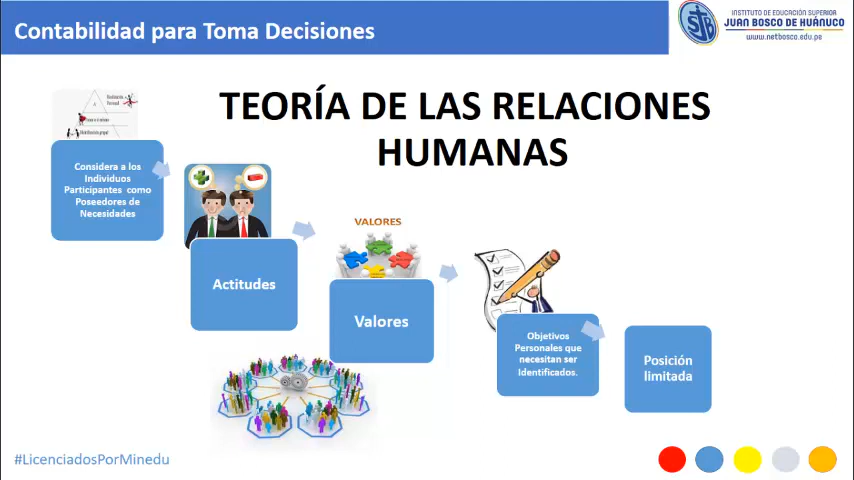 Contabilidad para Toma Decisiones
INSTITUTO DE EDUCACIÓN SUPERIOR
JUAN BOSCO DE HUÁNUCO
www.netbosco.edu.pe
TEORÍA DE LAS RELACIONES
HUMANAS
Considera a los
Individuos
Participantes como
Poseedores de
Necesidades
Actitudes
VALORES
Valores
Objetivos
Personales que
necesitan ser
Identificados.
Posición
limitada
#LicenciadosPorMinedu